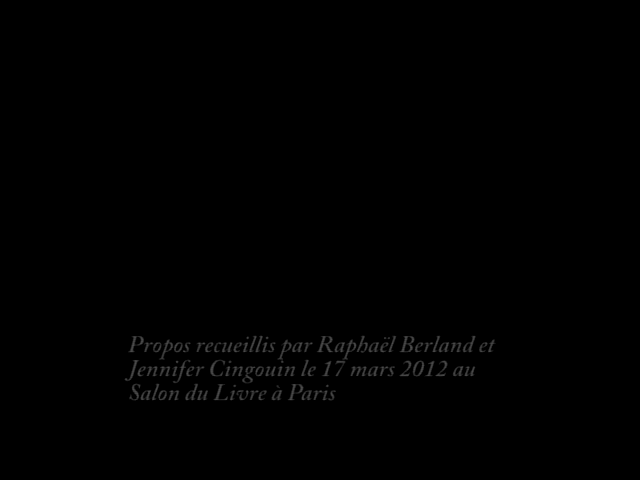 Propos recueillis par Raphaël Berland et
Jennifer Cingouin le 17 mars 2012 au
Salon du Livre à Paris